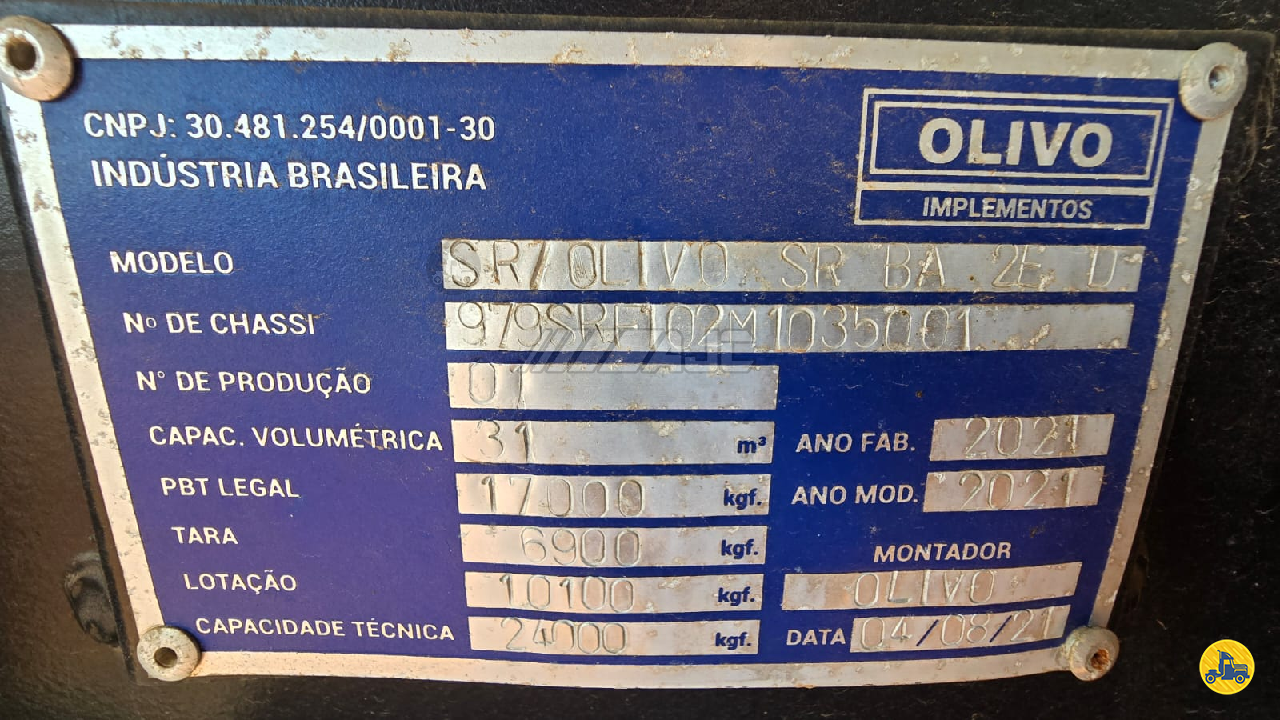 CNPJ: 30.481.254/0001-30
INDÚSTRIA BRASILEIRA
OLIVO
IMPLEMENTOS
MODELO SR/OLIVO SR BA 2E D
Nº DE CHASSI 979SRF102M1035001
N° DE PRODUÇÃO 01
CAPAC. VOLUMÉTRICA 31 m³ ANO FAB. 2021
PBT LEGAL 17000 kgf. ANO MOD. 2021
TARA 6900 kgf. MONTADOR
LOTAÇÃO 10100 kgf. OLIVO
CAPACIDADE TÉCNICA 24000 kgf. DATA 04/08/21